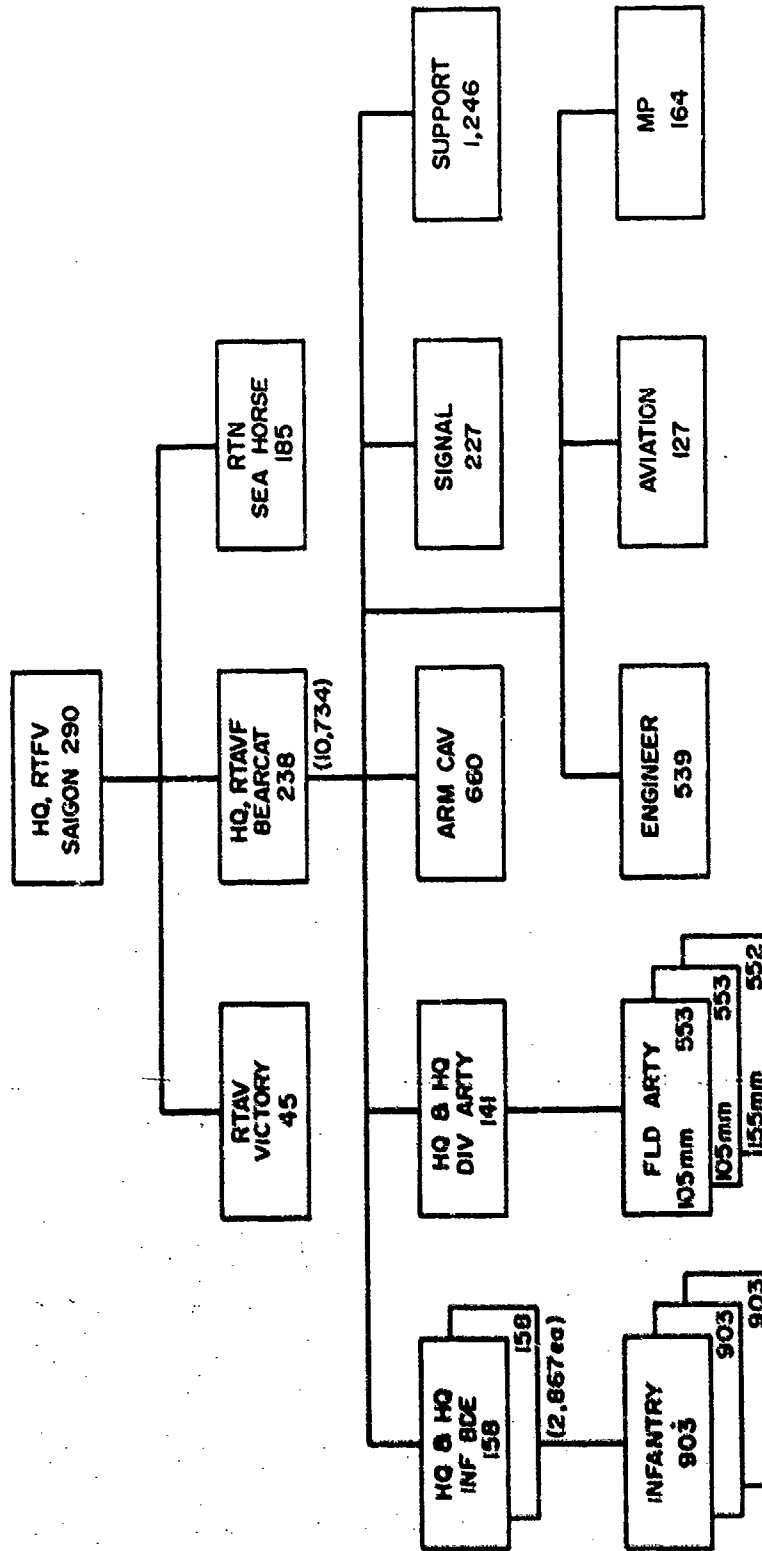 HQ, RTFV
SAIGON 290
RTAV
VICTORY
45
HQ, RTAVF
BEARCAT
238
RTN
SEA HORSE
185
(10,734)
HQ & HQ
INF BDE
158
158
(2,867 ea)
HQ & HQ
DIV ARTY
141
ARM CAV
660
SIGNAL
227
SUPPORT
1,246
INFANTRY
903
903
903
FLD ARTY
105mm 553
105mm 553
155mm 552
ENGINEER
539
AVIATION
127
MP
164